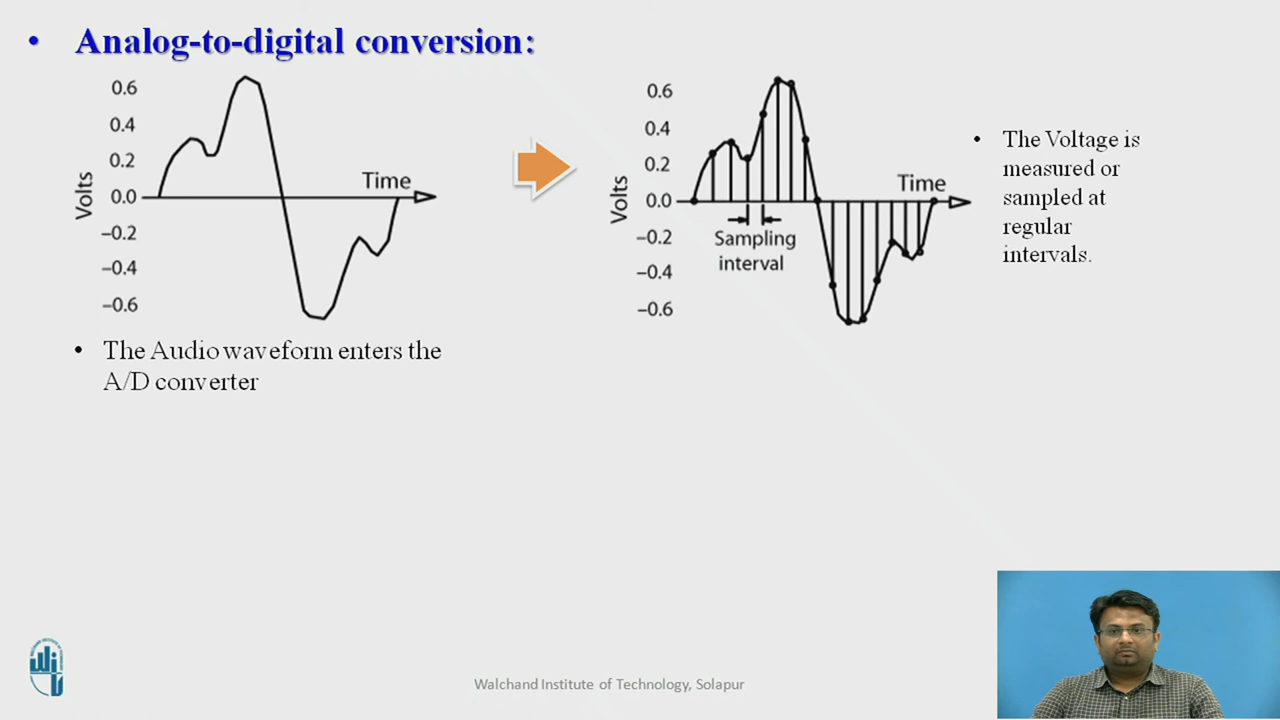 • Analog-to-digital conversion:
0.6
0.4
0.2
0.0
–0.2
–0.4
–0.6
Volts
Time
• The Audio waveform enters the
A/D converter
0.6
0.4
0.2
0.0
–0.2
–0.4
–0.6
Volts
Time
Sampling
interval
• The Voltage is
measured or
sampled at
regular
intervals.
Walchand Institute of Technology, Solapur